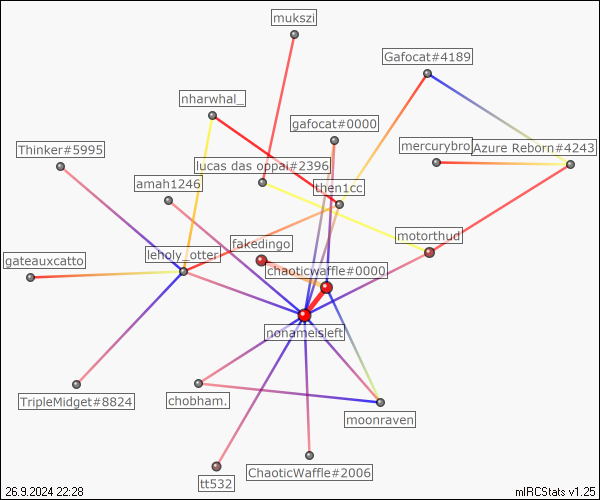 mukszi
Gafocat#4189
nharwhal_
gafocat#0000
Thinker#5995
mercurybro
Azure Reborn#4243
lucas das oppai#2396
amah1246
then1cc
motorthud
fakedingo
leholy_otter
gateauxcatto
chaoticwaffle#0000
nonameisleft
TripleMidget#8824
chobham.
moonraven
ChaoticWaffle#2006
tt532
26.9.2024 22:28
mIRCStats v1.25